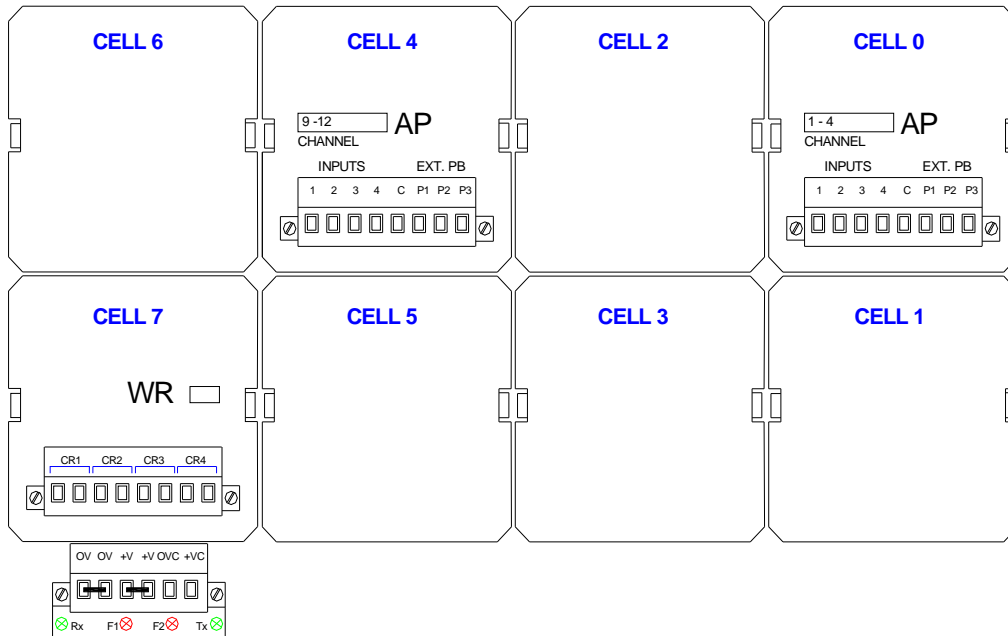 CELL 6 CELL 4 CELL 2 CELL 0
9 -12 AP 1 - 4 AP
CHANNEL CHANNEL
INPUTS EXT. PB INPUTS EXT. PB
1 2 3 4 C P1 P2 P3 1 2 3 4 C P1 P2 P3
CELL 7 CELL 5 CELL 3 CELL 1
WR
CR1 CR2 CR3 CR4
OV OV +V +V OVC +VC
Rx F1 F2 Tx